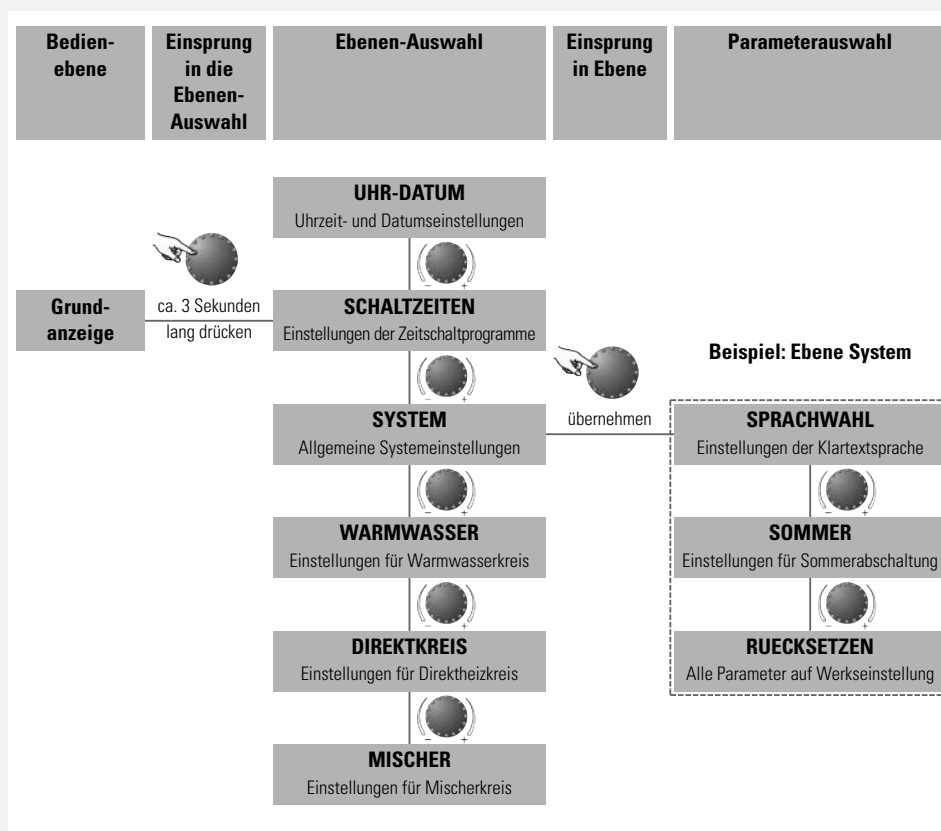 Bedien-
ebene
Einsprung
in die
Ebenen-
Auswahl
Ebenen-Auswahl
Einsprung
in Ebene
Parameterauswahl
UHR-DATUM
Uhrzeit- und Datumseinstellungen
− +
Grund-
anzeige
ca. 3 Sekunden
lang drücken
SCHALTZEITEN
Einstellungen der Zeitschaltprogramme
− +
Beispiel: Ebene System
SYSTEM
Allgemeine Systemeinstellungen
übernehmen
SPRACHWAHL
Einstellungen der Klartextsprache
− +
− +
WARMWASSER
Einstellungen für Warmwasserkreis
SOMMER
Einstellungen für Sommerabschaltung
− +
− +
DIREKTKREIS
Einstellungen für Direktheizkreis
RUECKSETZEN
Alle Parameter auf Werkseinstellung
− +
MISCHER
Einstellungen für Mischerkreis